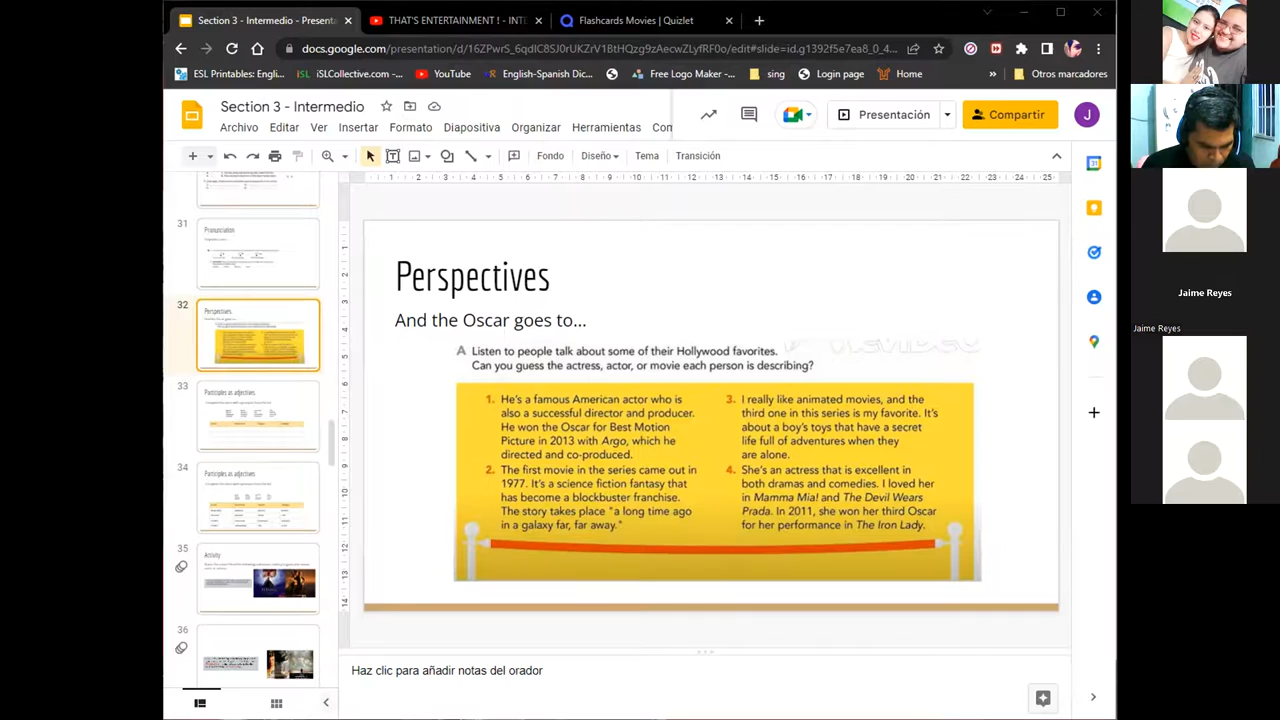 Section 3 - Intermedio - Presenta
THAT'S ENTERTAINMENT ! - INTE
Flashcards Movies | Quizlet
docs.google.com/presentation/d/16ZPwrS_6qdlC8SJ0rUKZrV1BtHQzg9zAecwZLyfRF0o/edit#slide=id.g1392f5e7ea8_0_4...
ESL Printables: Engli...
iSLCollective.com -...
YouTube
English-Spanish Dic...
Free Logo Maker -...
sing
Login page
Home
»
Otros marcadores
Section 3 - Intermedio
Archivo Editar Ver Insertar Formato Diapositiva Organizar Herramientas Con
Presentación
Compartir
J
Fondo Diseño Tema Transición
31
Pronunciation
32
Perspectives
33
Participles as adjectives
34
Participles as adjectives
35
Activity
36
Perspectives
And the Oscar goes to...
A Listen to people talk about some of their Hollywood favorites.
Can you guess the actress, actor, or movie each person is describing?
1. He's a famous American actor who is
also a successful director and producer.
He won the Oscar for Best Motion
Picture in 2013 with Argo, which he
directed and co-produced.
2. The first movie in the series came out in
1977. It's a science fiction fantasy that
has become a blockbuster franchise.
The story takes place "a long time ago
in a galaxy far, far away."
3. I really like animated movies, and the
third one in this series is my favorite. It's
about a boy's toys that have a secret
life full of adventures when they
are alone.
4. She's an actress that is excellent in
both dramas and comedies. I loved her
in Mamma Mia! and The Devil Wears
Prada. In 2011, she won her third Oscar
for her performance in The Iron Lady.
Haz clic para añadir notas del orador
Jaime Reyes
Jaime Reyes